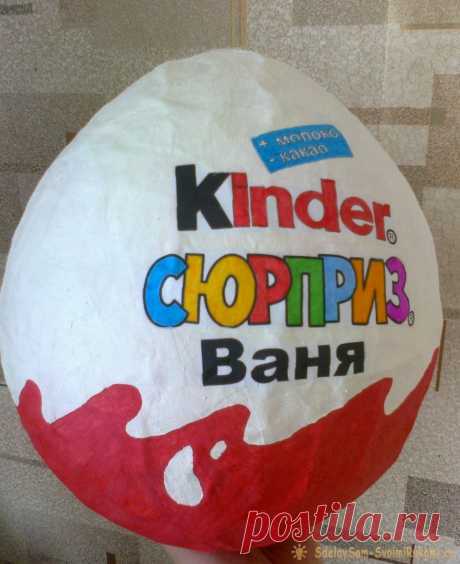 + молоко
- какао
Kinder®
СЮРПРИЗ®
Ваня
postila.ru
SdelaySam-SvoimiRukami.ru